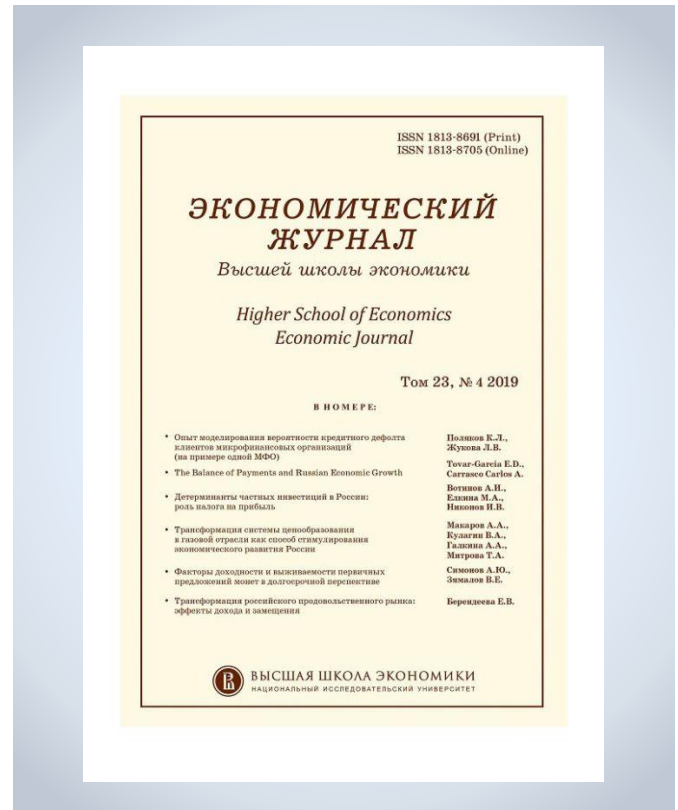 ISSN 1813-8691 (Print)
ISSN 1813-8705 (Online)
ЭКОНОМИЧЕСКИЙ
ЖУРНАЛ
Высшей школы экономики
Higher School of Economics
Economic Journal
Том 23, № 4 2019
В НОМЕРЕ:
• Опыт моделирования вероятности кредитного дефолта
клиентов микрофинансовых организаций
(на примере одной МФО)
Поляков К.Л.,
Жукова Л.В.
• The Balance of Payments and Russian Economic Growth
Tovar-García E.D.,
Carrasco Carlos A.
• Детерминанты частных инвестиций в России:
роль налога на прибыль
Вотинов А.И.,
Елкина М.А.,
Никонов И.В.
• Трансформация системы ценообразования
в газовой отрасли как способ стимулирования
экономического развития России
Макаров А.А.,
Кулагин В.А.,
Галкина А.А.,
Митрова Т.А.
• Факторы доходности и выживаемости первичных
предложений монет в долгосрочной перспективе
Симонов А.Ю.,
Зямалов В.Е.
• Трансформация российского продовольственного рынка:
эффекты дохода и замещения
Берендеева Е.В.
ВЫСШАЯ ШКОЛА ЭКОНОМИКИ
НАЦИОНАЛЬНЫЙ ИССЛЕДОВАТЕЛЬСКИЙ УНИВЕРСИТЕТ